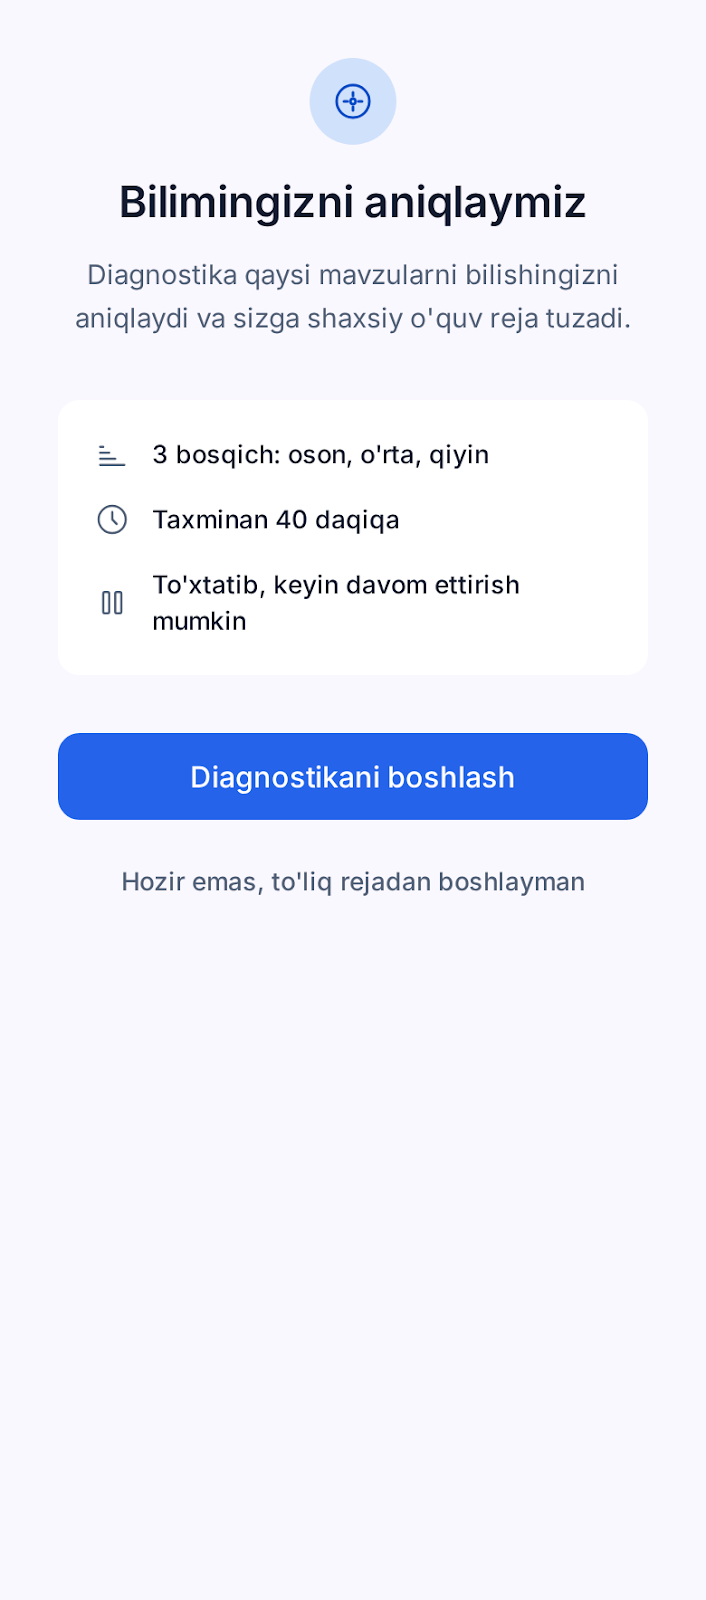 Bilimingizni aniqlaymiz
Diagnostika qaysi mavzularni bilishingizni
aniqlaydi va sizga shaxsiy o'quv reja tuzadi.
3 bosqich: oson, o'rta, qiyin
Taxminan 40 daqiqa
To'xtatib, keyin davom ettirish
mumkin
Diagnostikani boshlash
Hozir emas, to'liq rejadan boshlayman